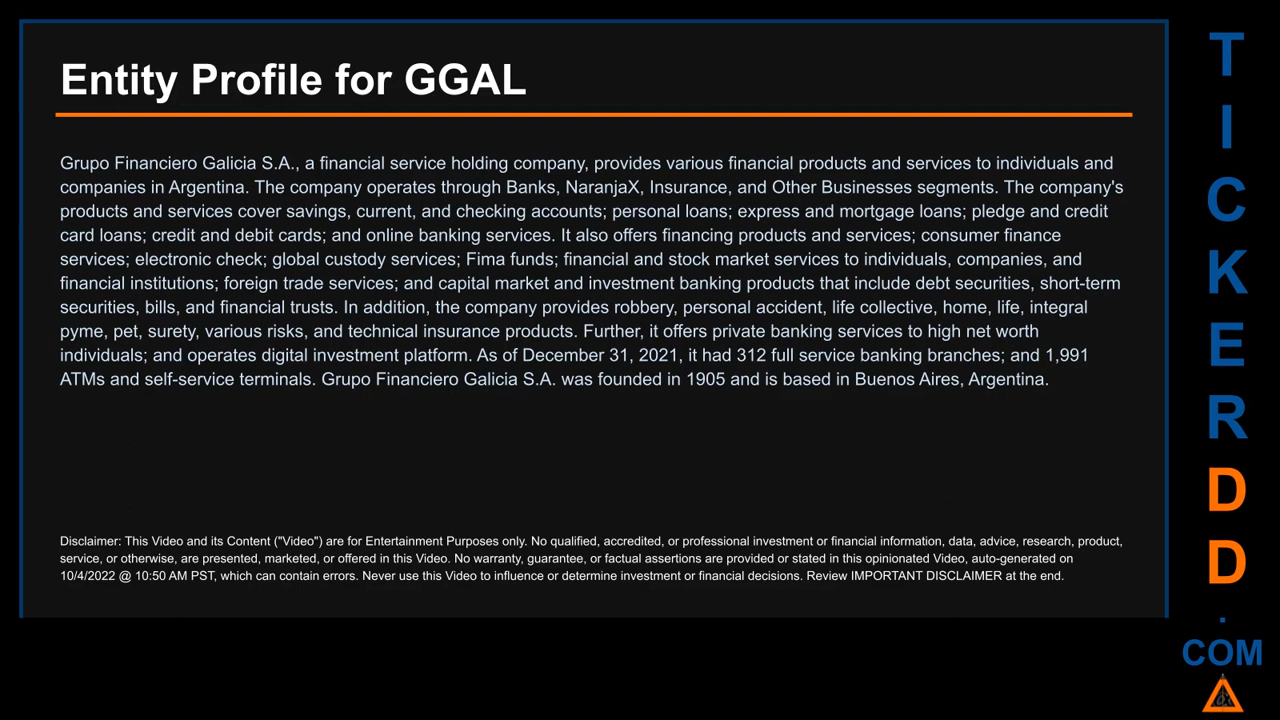 Entity Profile for GGAL
Grupo Financiero Galicia S.A., a financial service holding company, provides various financial products and services to individuals and
companies in Argentina. The company operates through Banks, NaranjaX, Insurance, and Other Businesses segments. The company's
products and services cover savings, current, and checking accounts; personal loans; express and mortgage loans; pledge and credit
card loans; credit and debit cards; and online banking services. It also offers financing products and services; consumer finance
services; electronic check; global custody services; Fima funds; financial and stock market services to individuals, companies, and
financial institutions; foreign trade services; and capital market and investment banking products that include debt securities, short-term
securities, bills, and financial trusts. In addition, the company provides robbery, personal accident, life collective, home, life, integral
pyme, pet, surety, various risks, and technical insurance products. Further, it offers private banking services to high net worth
individuals; and operates digital investment platform. As of December 31, 2021, it had 312 full service banking branches; and 1,991
ATMs and self-service terminals. Grupo Financiero Galicia S.A. was founded in 1905 and is based in Buenos Aires, Argentina.
Disclaimer: This Video and its Content ("Video") are for Entertainment Purposes only. No qualified, accredited, or professional investment or financial information, data, advice, research, product,
service, or otherwise, are presented, marketed, or offered in this Video. No warranty, guarantee, or factual assertions are provided or stated in this opinionated Video, auto-generated on
10/4/2022 @ 10:50 AM PST, which can contain errors. Never use this Video to influence or determine investment or financial decisions. Review IMPORTANT DISCLAIMER at the end.
TICKERDD
.
COM